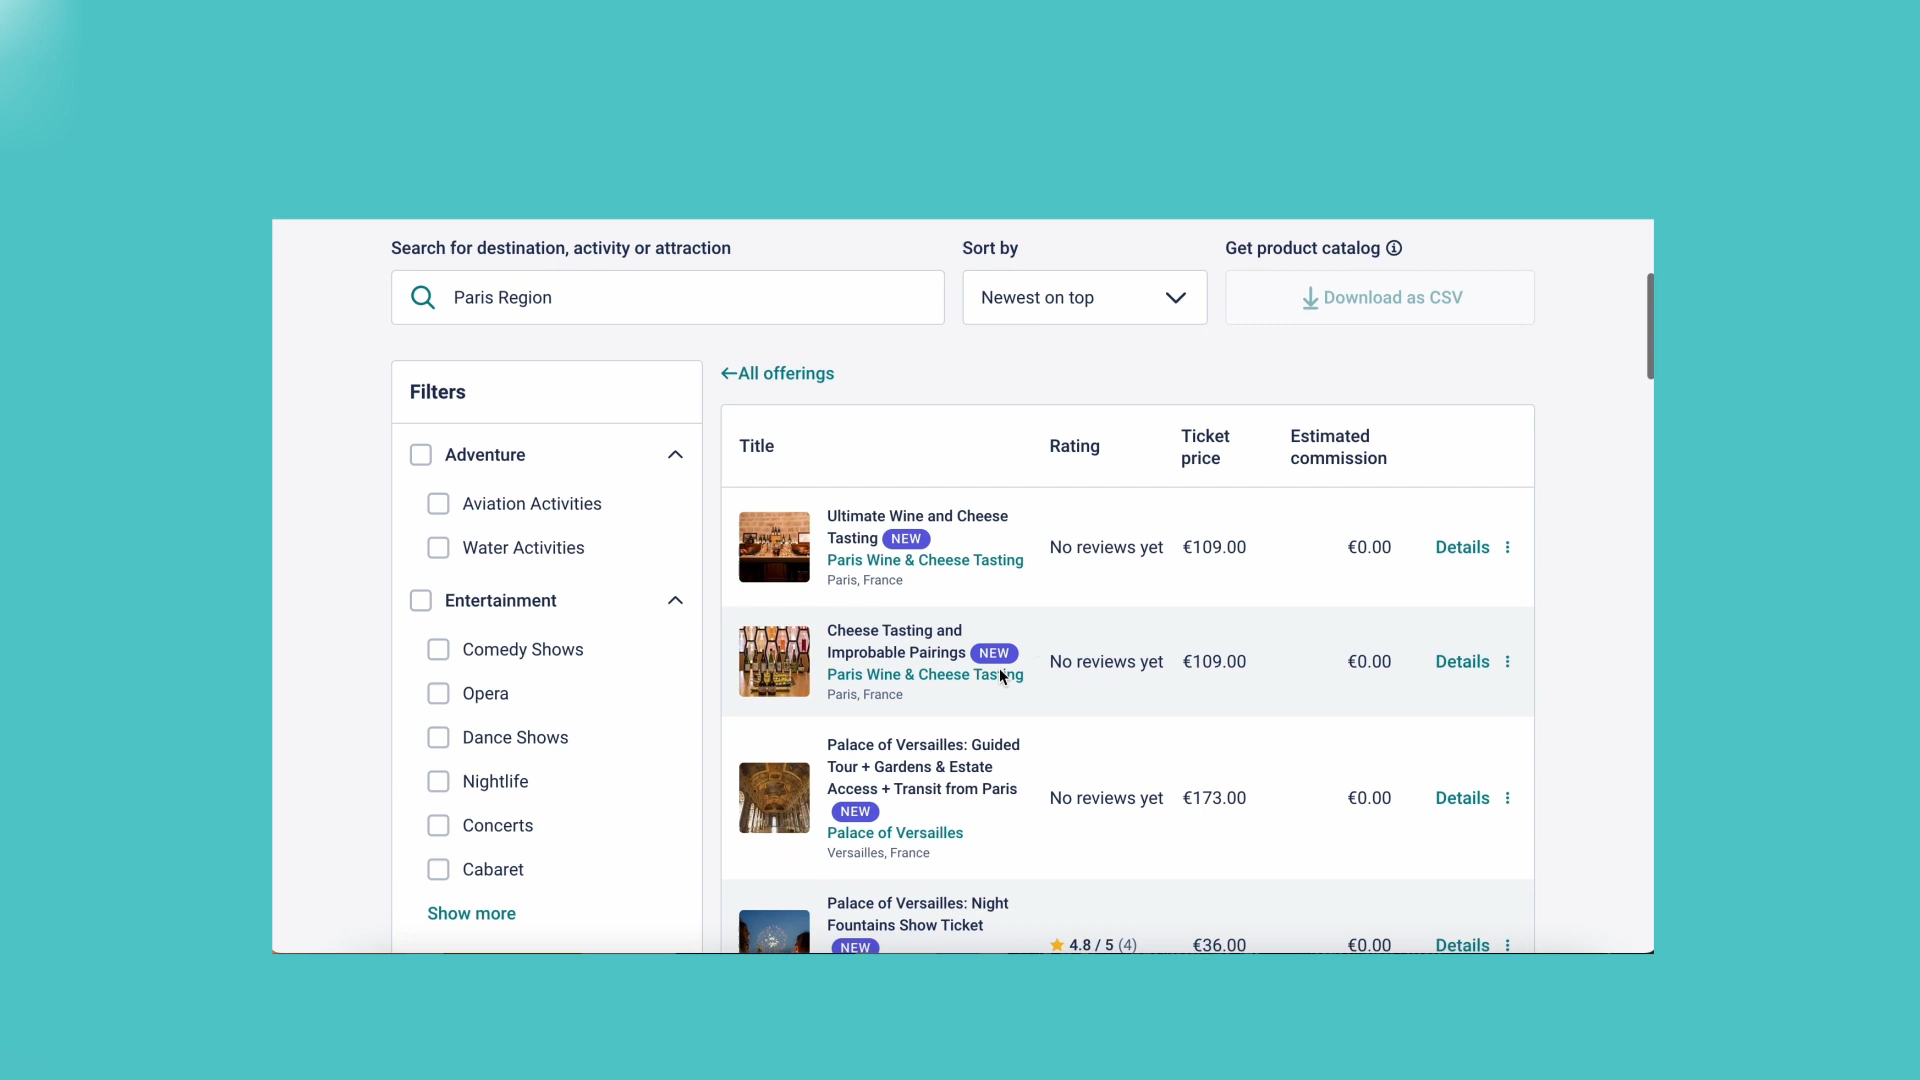 Search for destination, activity or attraction
Sort by
Get product catalog
Paris Region
Newest on top
Download as CSV
Filters
Adventure
Aviation Activities
Water Activities
Entertainment
Comedy Shows
Opera
Dance Shows
Nightlife
Concerts
Cabaret
Show more
←All offerings
Title
Rating
Ticket
price
Estimated
commission
Ultimate Wine and Cheese
Tasting NEW
Paris Wine & Cheese Tasting
Paris, France
No reviews yet
€109.00
€0.00
Details
Cheese Tasting and
Improbable Pairings NEW
Paris Wine & Cheese Tasting
Paris, France
No reviews yet
€109.00
€0.00
Details
Palace of Versailles: Guided
Tour + Gardens & Estate
Access + Transit from Paris
NEW
Palace of Versailles
Versailles, France
No reviews yet
€173.00
€0.00
Details
Palace of Versailles: Night
Fountains Show Ticket
NEW
4.8 / 5 (4)
€36.00
€0.00
Details